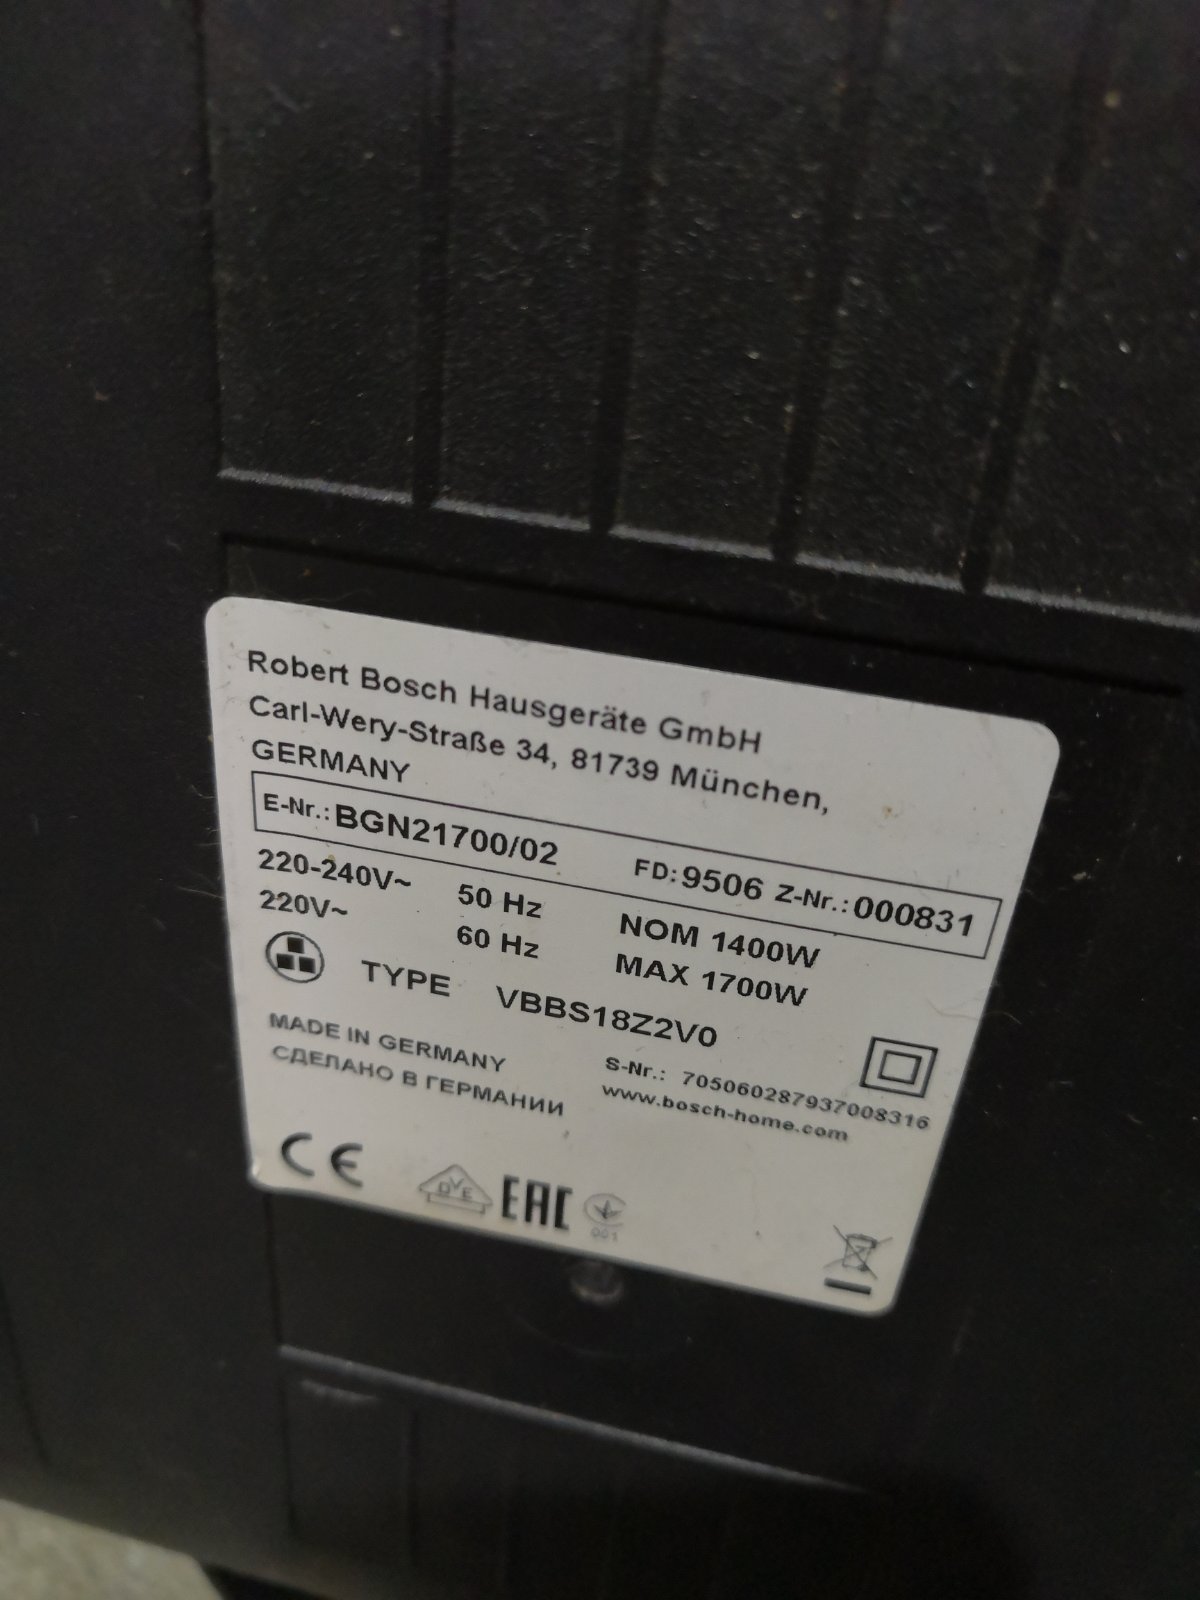 Robert Bosch Hausgeräte GmbH
Carl-Wery-Straße 34, 81739 München,
GERMANY
E-Nr.: BGN21700/02 FD: 9506 Z-Nr.: 000831
220-240V~ 50 Hz NOM 1400W
220V~ 60 Hz MAX 1700W
TYPE VBBS18Z2V0
MADE IN GERMANY
СДЕЛАНО В ГЕРМАНИИ
S-Nr.: 705060287937008316
www.bosch-home.com
CE DVE EAC
001